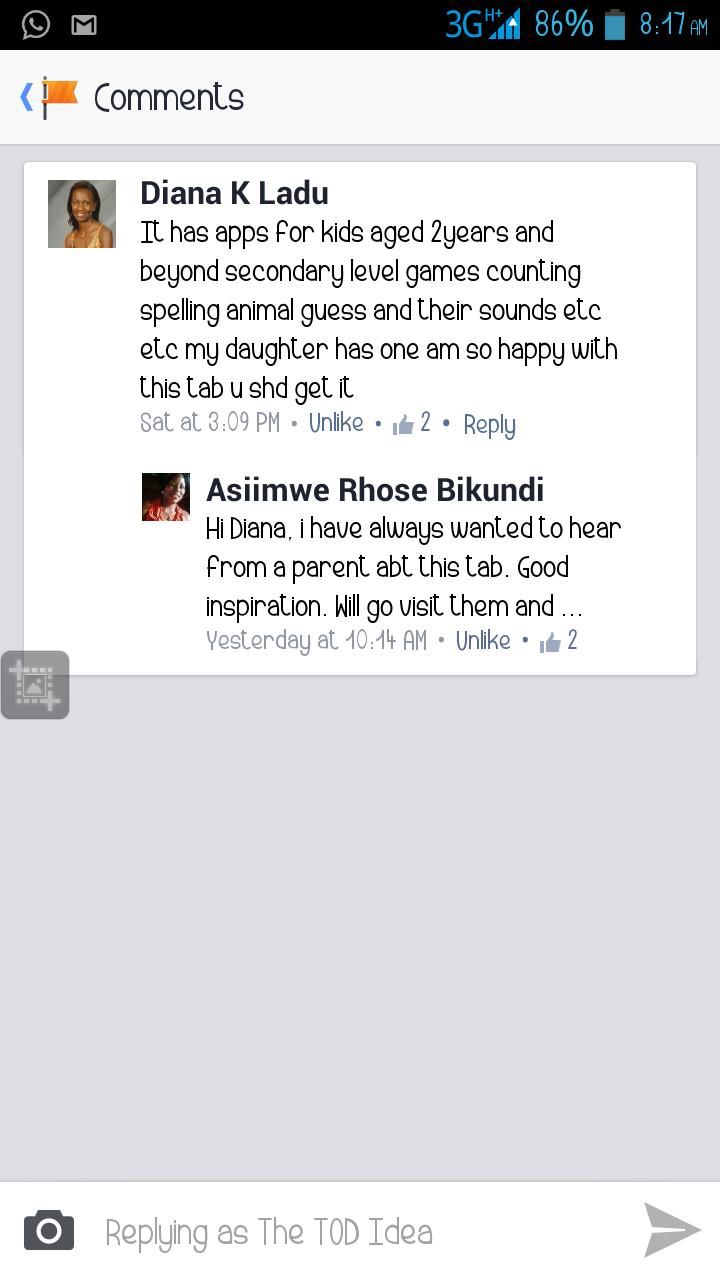 3G H+ 86% 8:17 AM
Comments
Diana K Ladu
It has apps for kids aged 2years and
beyond secondary level games counting
spelling animal guess and their sounds etc
etc my daughter has one am so happy with
this tab u shd get it
Sat at 3:09 PM • Unlike • 2 • Reply
Asiimwe Rhose Bikundi
Hi Diana, i have always wanted to hear
from a parent abt this tab. Good
inspiration. Will go visit them and ...
Yesterday at 10:14 AM • Unlike • 2
Replying as The TOD Idea